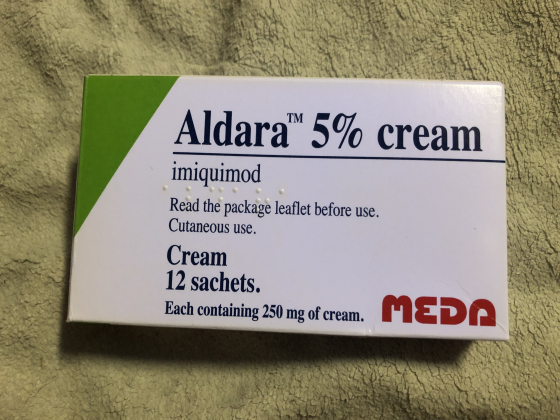 Aldara™ 5% cream
imiquimod
Read the package leaflet before use.
Cutaneous use.
Cream
12 sachets.
Each containing 250 mg of cream.
MEDA